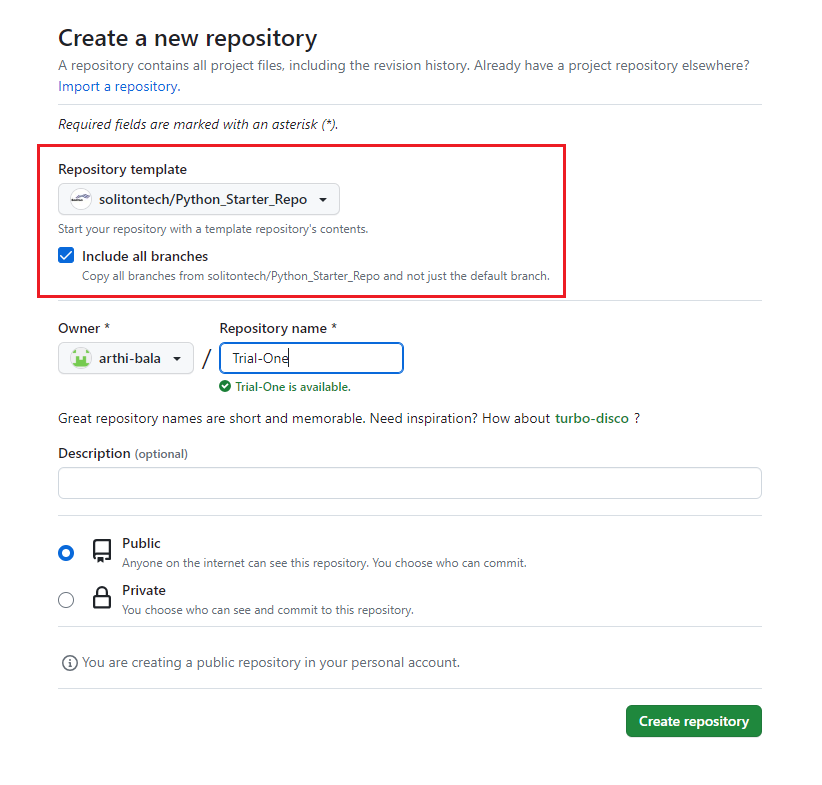 Create a new repository
A repository contains all project files, including the revision history. Already have a project repository elsewhere?
Import a repository.
Required fields are marked with an asterisk (*).
Repository template
solitontech/Python_Starter_Repo
Start your repository with a template repository's contents.
Include all branches
Copy all branches from solitontech/Python_Starter_Repo and not just the default branch.
Owner * Repository name *
arthi-bala / Trial-One
Trial-One is available.
Great repository names are short and memorable. Need inspiration? How about turbo-disco ?
Description (optional)
Public
Anyone on the internet can see this repository. You choose who can commit.
Private
You choose who can see and commit to this repository.
You are creating a public repository in your personal account.
Create repository